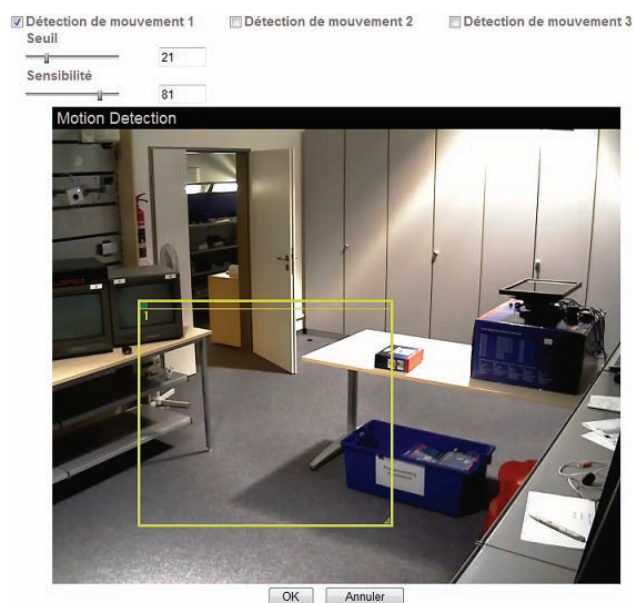 Détection de mouvement 1 Détection de mouvement 2 Détection de mouvement 3
Seuil
21
Sensibilité
81
Motion Detection
1
OK Annuler